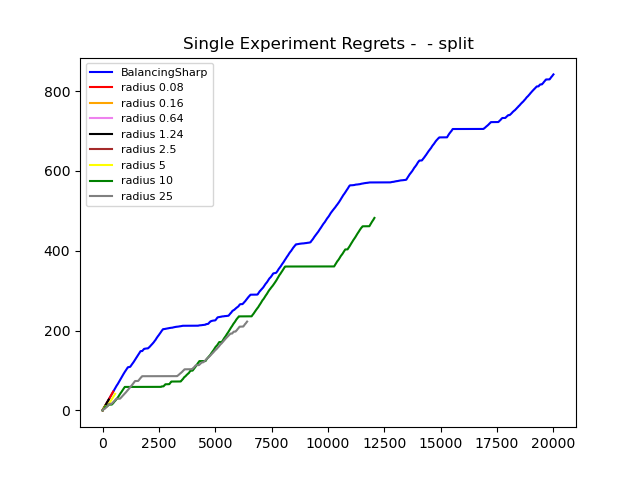 Single Experiment Regrets -  - split
BalancingSharp
radius 0.08
radius 0.16
radius 0.64
radius 1.24
radius 2.5
radius 5
radius 10
radius 25
800
600
400
200
0
0 2500 5000 7500 10000 12500 15000 17500 20000